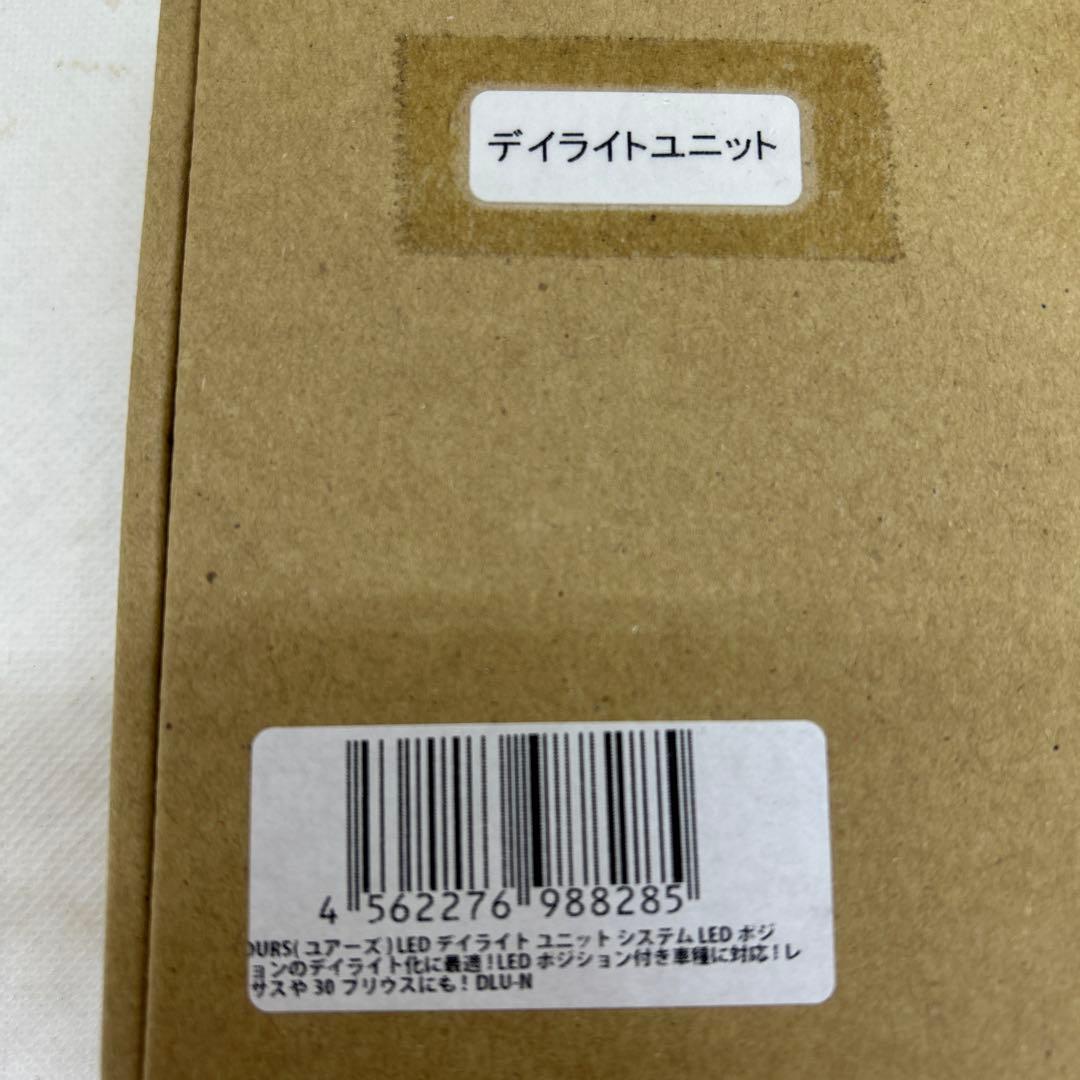 デイライトユニット
4 562276 988285
OURS(ユアーズ)LED デイライト ユニット システム LED ポジ
ョンのデイライト化に最適!LED ポジション付き車種に対応!レ
サスや 30 プリウスにも! DLU-N